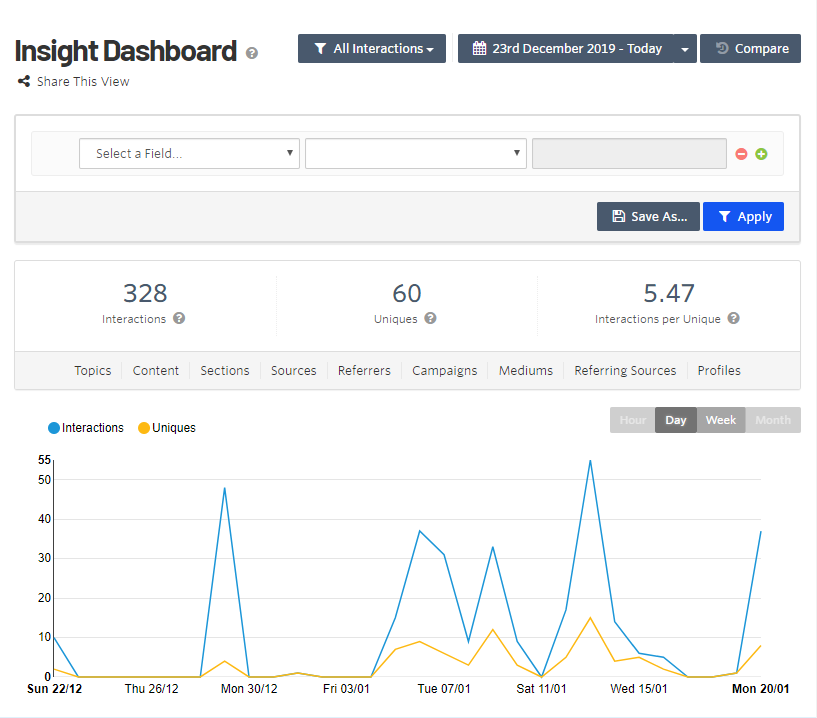 Insight Dashboard ?
All Interactions
23rd December 2019 - Today
Compare
Share This View
Select a Field...
Save As...
Apply
328
Interactions ?
60
Uniques ?
5.47
Interactions per Unique ?
Topics Content Sections Sources Referrers Campaigns Mediums Referring Sources Profiles
Interactions Uniques
Hour Day Week Month
55
50
40
30
20
10
0
Sun 22/12 Thu 26/12 Mon 30/12 Fri 03/01 Tue 07/01 Sat 11/01 Wed 15/01 Mon 20/01